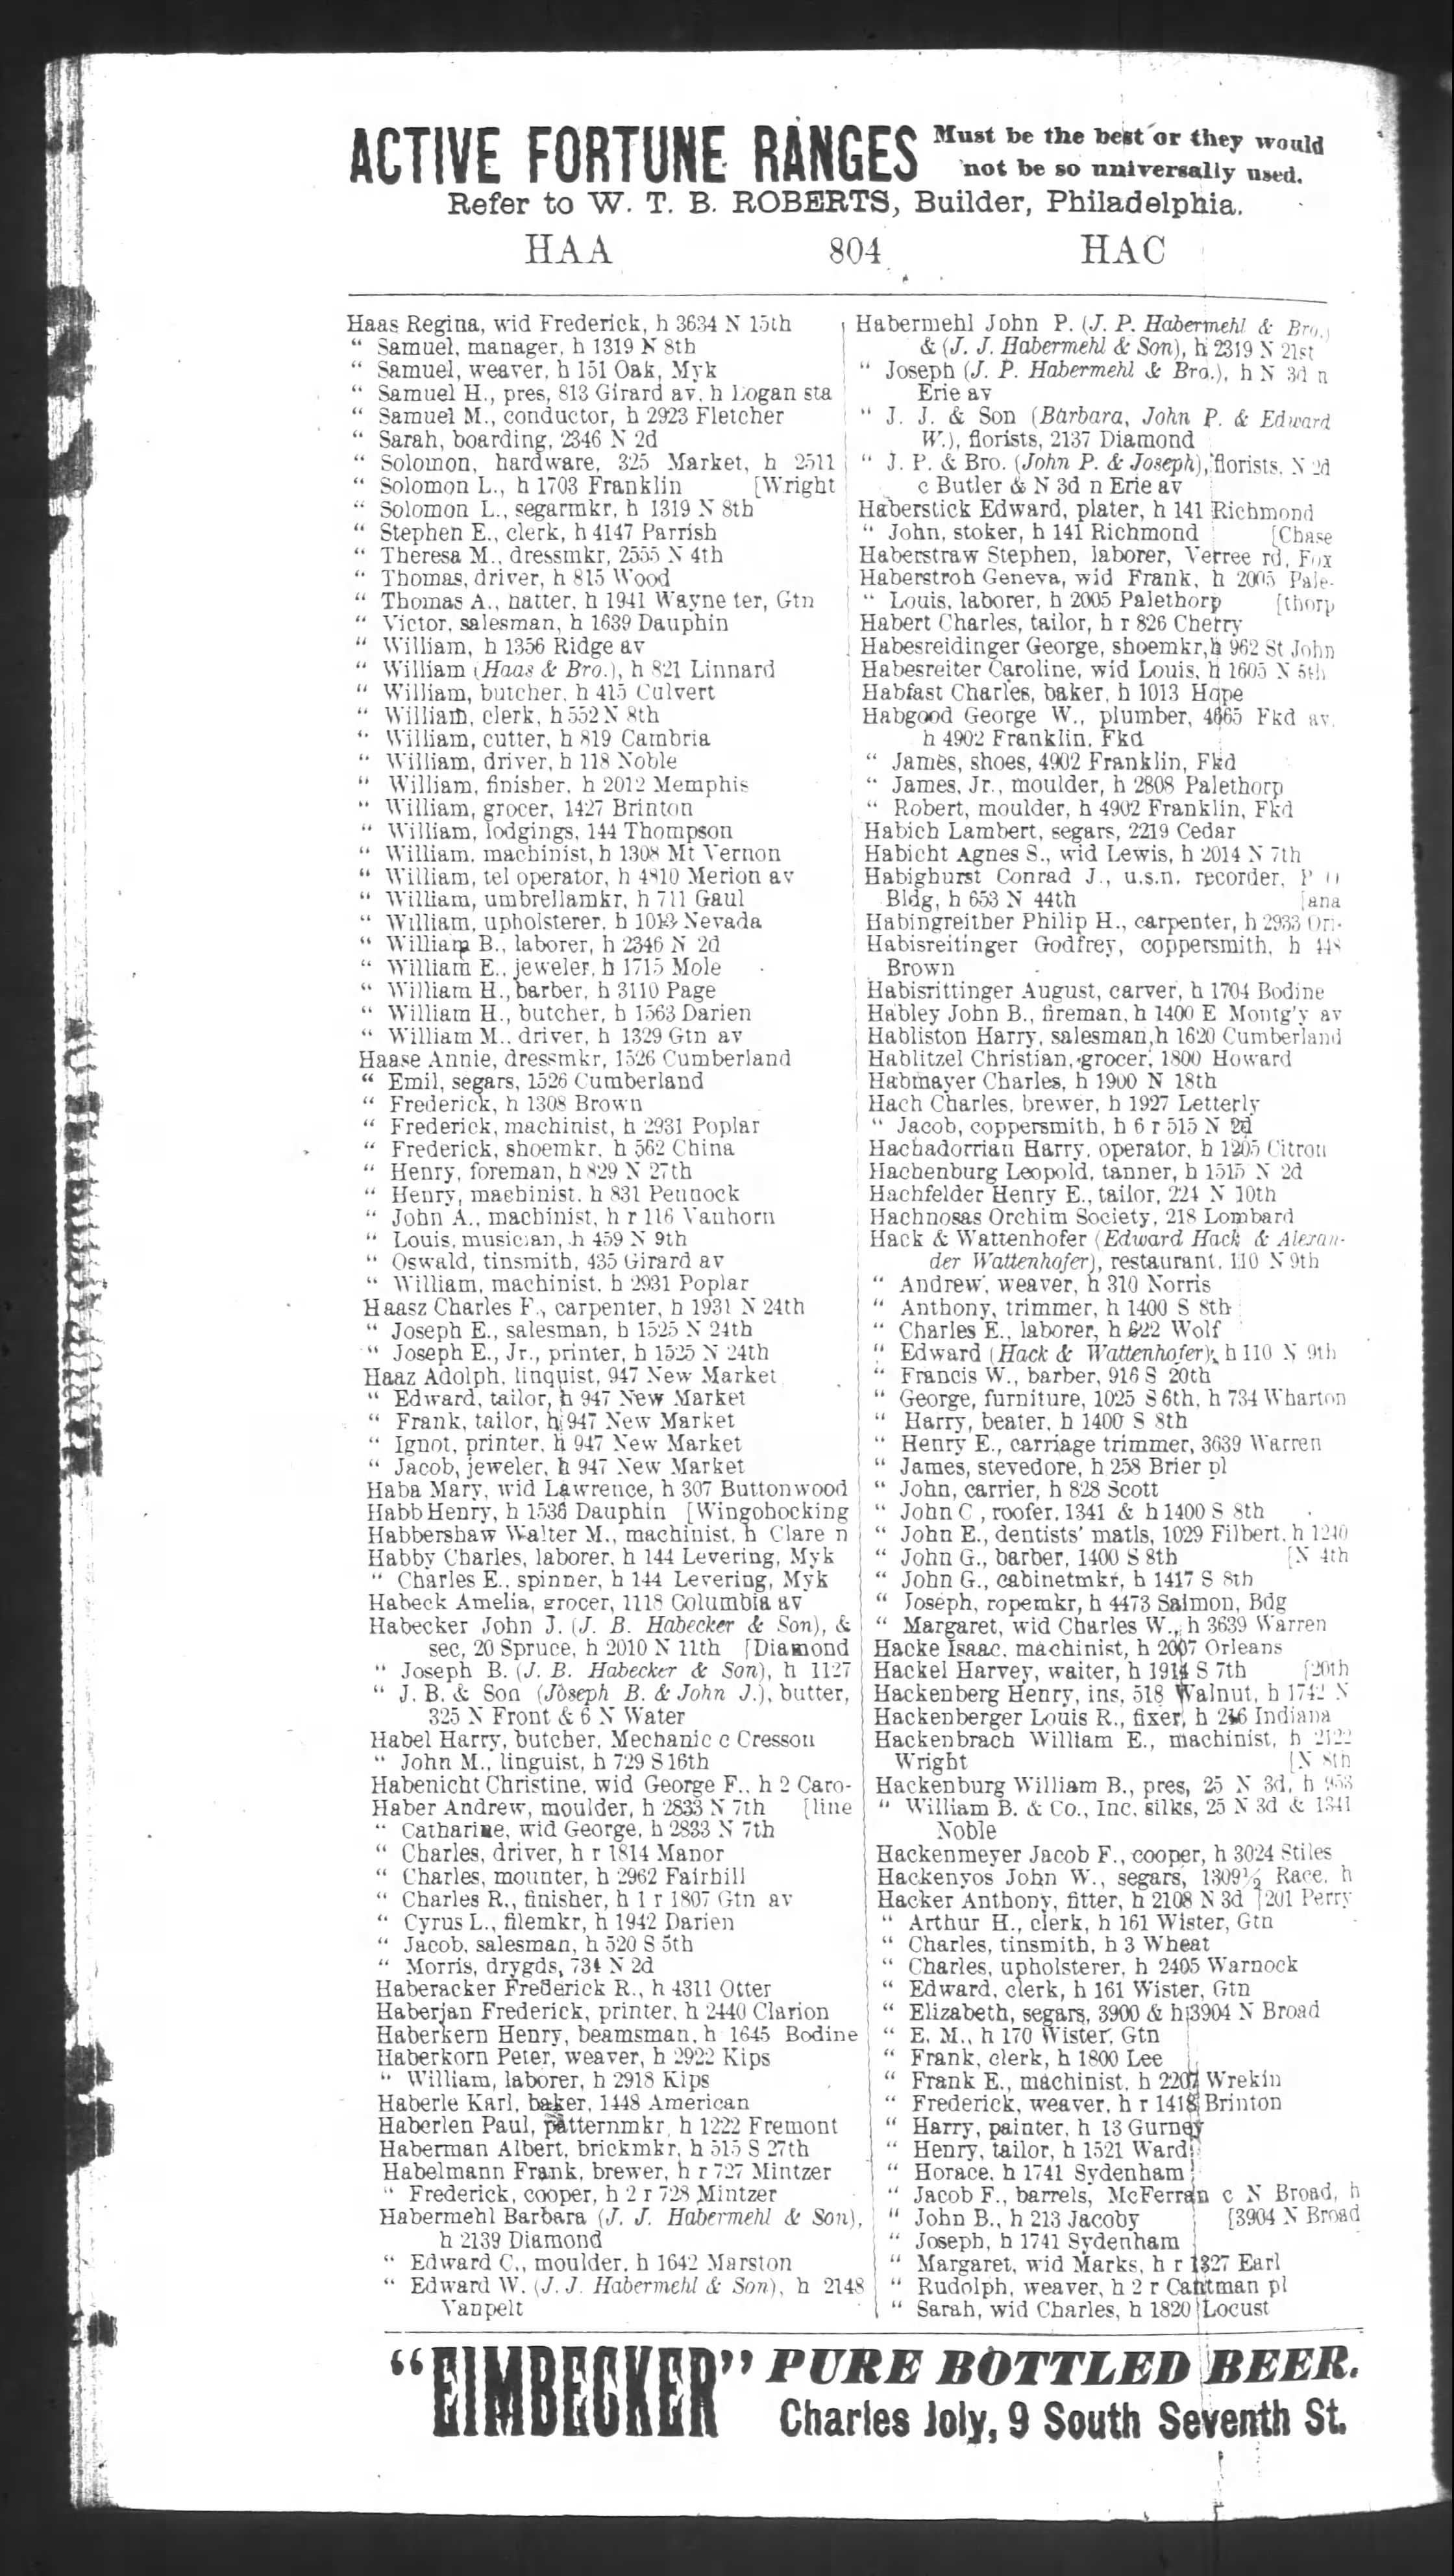 ACTIVE FORTUNE RANGES Must be the best or they would
not be so universally used.
Refer to W. T. B. ROBERTS, Builder, Philadelphia.
HAA 804 HAC
Haas Regina, wid Frederick, h 3634 N 15th
“ Samuel, manager, h 1319 N 8th
“ Samuel, weaver, h 151 Oak, Myk
“ Samuel H., pres, 813 Girard av, h Logan sta
“ Samuel M., conductor, h 2923 Fletcher
“ Sarah, boarding, 2346 N 2d
“ Solomon, hardware, 325 Market, h 2511
“ Solomon L., h 1703 Franklin [Wright
“ Solomon L., segarmkr, h 1319 N 8th
“ Stephen E., clerk, h 4147 Parrish
“ Theresa M., dressmkr, 2555 N 4th
“ Thomas, driver, h 815 Wood
“ Thomas A., hatter, h 1941 Wayne ter, Gtn
“ Victor, salesman, h 1639 Dauphin
“ William, h 1356 Ridge av
“ William (Haas & Bro.), h 821 Linnard
“ William, butcher, h 415 Culvert
“ William, clerk, h 552 N 8th
“ William, cutter, h 819 Cambria
“ William, driver, h 118 Noble
“ William, finisher, h 2012 Memphis
“ William, grocer, 1427 Brinton
“ William, lodgings, 144 Thompson
“ William, machinist, h 1308 Mt Vernon
“ William, tel operator, h 4810 Merion av
“ William, umbrellamkr, h 711 Gaul
“ William, upholsterer, h Nevada
“ William B., laborer, h 2346 N 2d
“ William E., jeweler, h 1715 Mole
“ William H., barber, h 3110 Page
“ William H., butcher, h 1563 Darien
“ William M., driver, h 1329 Gtn av
Haase Annie, dressmkr, 1526 Cumberland
“ Emil, segars, 1526 Cumberland
“ Frederick, h 1308 Brown
“ Frederick, machinist, h 2931 Poplar
“ Frederick, shoemkr, h 562 China
“ Henry, foreman, h 829 N 27th
“ Henry, machinist, h 831 Pennock
“ John A., machinist, h r 116 Vanhorn
“ Louis, musician, h 459 N 9th
“ Oswald, tinsmith, 435 Girard av
“ William, machinist, h 2931 Poplar
Haasz Charles F., carpenter, h 1931 N 24th
“ Joseph E., salesman, h 1525 N 24th
“ Joseph E., Jr., printer, h 1525 N 24th
Haaz Adolph, linquist, 947 New Market
“ Edward, tailor, h 947 New Market
“ Frank, tailor, h 947 New Market
“ Ignot, printer, h 947 New Market
“ Jacob, jeweler, h 947 New Market
Haba Mary, wid Lawrence, h 307 Buttonwood
Habb Henry, h 1536 Dauphin [Wingohocking
Habbershaw Walter M., machinist, h Clare n
Habby Charles, laborer, h 144 Levering, Myk
“ Charles E., spinner, h 144 Levering, Myk
Habeck Amelia, grocer, 1118 Columbia av
Habecker John J. (J. B. Habecker & Son), &
sec, 20 Spruce, h 2010 N 11th [Diamond
“ Joseph B. (J. B. Habecker & Son), h 1127
“ J. B. & Son (Joseph B. & John J.), butter,
325 N Front & 6 N Water
Habel Harry, butcher, Mechanic c Cresson
“ John M., linguist, h 729 S 16th
Habenicht Christine, wid George F., h 2 Caro-
Haber Andrew, moulder, h 2833 N 7th [line
“ Catharine, wid George, h 2833 N 7th
“ Charles, driver, h r 1814 Manor
“ Charles, mounter, h 2962 Fairhill
“ Charles R., finisher, h 1 r 1807 Gtn av
“ Cyrus L., filemkr, h 1942 Darien
“ Jacob, salesman, h 520 S 5th
“ Morris, drygds, 734 N 2d
Haberacker Frederick R., h 4311 Otter
Haberjan Frederick, printer, h 2440 Clarion
Haberkern Henry, beamsman, h 1645 Bodine
Haberkorn Peter, weaver, h 2922 Kips
“ William, laborer, h 2918 Kips
Haberle Karl, baker, 1448 American
Haberlen Paul, patternmkr, h 1222 Fremont
Haberman Albert, brickmkr, h 515 S 27th
Habelmann Frank, brewer, h r 727 Mintzer
“ Frederick, cooper, h 2 r 728 Mintzer
Habermehl Barbara (J. J. Habermehl & Son),
h 2139 Diamond
“ Edward C., moulder, h 1642 Marston
“ Edward W. (J. J. Habermehl & Son), h 2148
Vanpelt
Habermehl John P. (J. P. Habermehl & Bro.)
& (J. J. Habermehl & Son), h 2319 N 21st
“ Joseph (J. P. Habermehl & Bro.), h N 3d n
Erie av
“ J. J. & Son (Barbara, John P. & Edward
W.), florists, 2137 Diamond
“ J. P. & Bro. (John P. & Joseph), florists, N 2d
c Butler & N 3d n Erie av
Haberstick Edward, plater, h 141 Richmond
“ John, stoker, h 141 Richmond [Chase
Haberstraw Stephen, laborer, Verree rd, Fox
Haberstroh Geneva, wid Frank, h 2005 Pale-
“ Louis, laborer, h 2005 Palethorp [thorp
Habert Charles, tailor, h r 826 Cherry
Habesreidinger George, shoemkr, h 962 St John
Habesreiter Caroline, wid Louis, h 1605 N 5th
Habfast Charles, baker, h 1013 Hope
Habgood George W., plumber, 4665 Fkd av,
h 4902 Franklin, Fkd
“ James, shoes, 4902 Franklin, Fkd
“ James, Jr., moulder, h 2808 Palethorp
“ Robert, moulder, h 4902 Franklin, Fkd
Habich Lambert, segars, 2219 Cedar
Habicht Agnes S., wid Lewis, h 2014 N 7th
Habighurst Conrad J., u.s.n. recorder, P O
Bldg, h 653 N 44th [ana
Habingreither Philip H., carpenter, h 2933 Ori-
Habisreitinger Godfrey, coppersmith, h 448
Brown
Habisrittinger August, carver, h 1704 Bodine
Habley John B., fireman, h 1400 E Montg'y av
Habliston Harry, salesman, h 1620 Cumberland
Hablitzel Christian, grocer, 1800 Howard
Habmayer Charles, h 1900 N 18th
Hach Charles, brewer, h 1927 Letterly
“ Jacob, coppersmith, h 6 r 515 N 2d
Hachadorrian Harry, operator, h 1205 Citron
Hachenburg Leopold, tanner, h 1515 N 2d
Hachfelder Henry E., tailor, 224 N 10th
Hachnosas Orchim Society, 218 Lombard
Hack & Wattenhofer (Edward Hack & Alexan-
der Wattenhofer), restaurant, 110 N 9th
“ Andrew, weaver, h 310 Norris
“ Anthony, trimmer, h 1400 S 8th
“ Charles E., laborer, h 622 Wolf
“ Edward (Hack & Wattenhofer), h 110 N 9th
“ Francis W., barber, 916 S 20th
“ George, furniture, 1025 S 6th, h 734 Wharton
“ Harry, beater, h 1400 S 8th
“ Henry E., carriage trimmer, 3639 Warren
“ James, stevedore, h 258 Brier pl
“ John, carrier, h 828 Scott
“ John C , roofer, 1341 & h 1400 S 8th
“ John E., dentists' matls, 1029 Filbert, h 1240
“ John G., barber, 1400 S 8th [N 4th
“ John G., cabinetmkr, h 1417 S 8th
“ Joseph, ropemkr, h 4473 Salmon, Bdg
“ Margaret, wid Charles W., h 3639 Warren
Hacke Isaac, machinist, h 2007 Orleans
Hackel Harvey, waiter, h 1914 S 7th [20th
Hackenberg Henry, ins, 518 Walnut, h 1742 N
Hackenberger Louis R., fixer, h 216 Indiana
Hackenbrach William E., machinist, h 2122
Wright [N 8th
Hackenburg William B., pres, 25 N 3d, h 953
“ William B. & Co., Inc, silks, 25 N 3d & 1341
Noble
Hackenmeyer Jacob F., cooper, h 3024 Stiles
Hackenyos John W., segars, 1309½ Race, h
Hacker Anthony, fitter, h 2108 N 3d [201 Perry
“ Arthur H., clerk, h 161 Wister, Gtn
“ Charles, tinsmith, h 3 Wheat
“ Charles, upholsterer, h 2405 Warnock
“ Edward, clerk, h 161 Wister, Gtn
“ Elizabeth, segars, 3900 & h 3904 N Broad
“ E. M., h 170 Wister, Gtn
“ Frank, clerk, h 1800 Lee
“ Frank E., machinist, h 2207 Wrekin
“ Frederick, weaver, h r 1418 Brinton
“ Harry, painter, h 13 Gurney
“ Henry, tailor, h 1521 Ward
“ Horace, h 1741 Sydenham
“ Jacob F., barrels, McFerran c N Broad, h
“ John B., h 213 Jacoby [3904 N Broad
“ Joseph, h 1741 Sydenham
“ Margaret, wid Marks, h r 1327 Earl
“ Rudolph, weaver, h 2 r Cantman pl
“ Sarah, wid Charles, h 1820 Locust
“EIMBECKER” PURE BOTTLED BEER.
Charles Joly, 9 South Seventh St.